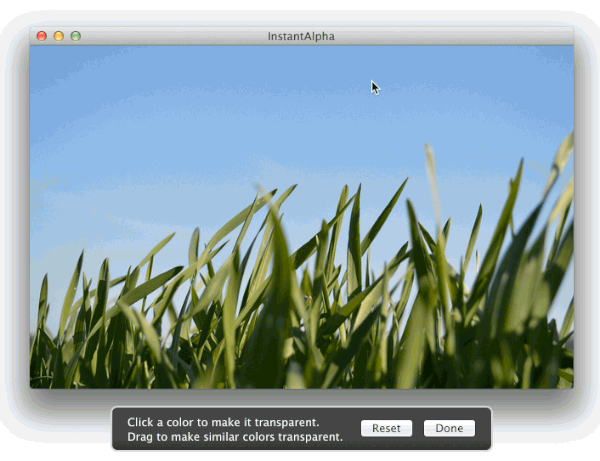 InstantAlpha
Click a color to make it transparent.
Drag to make similar colors transparent.
Reset
Done